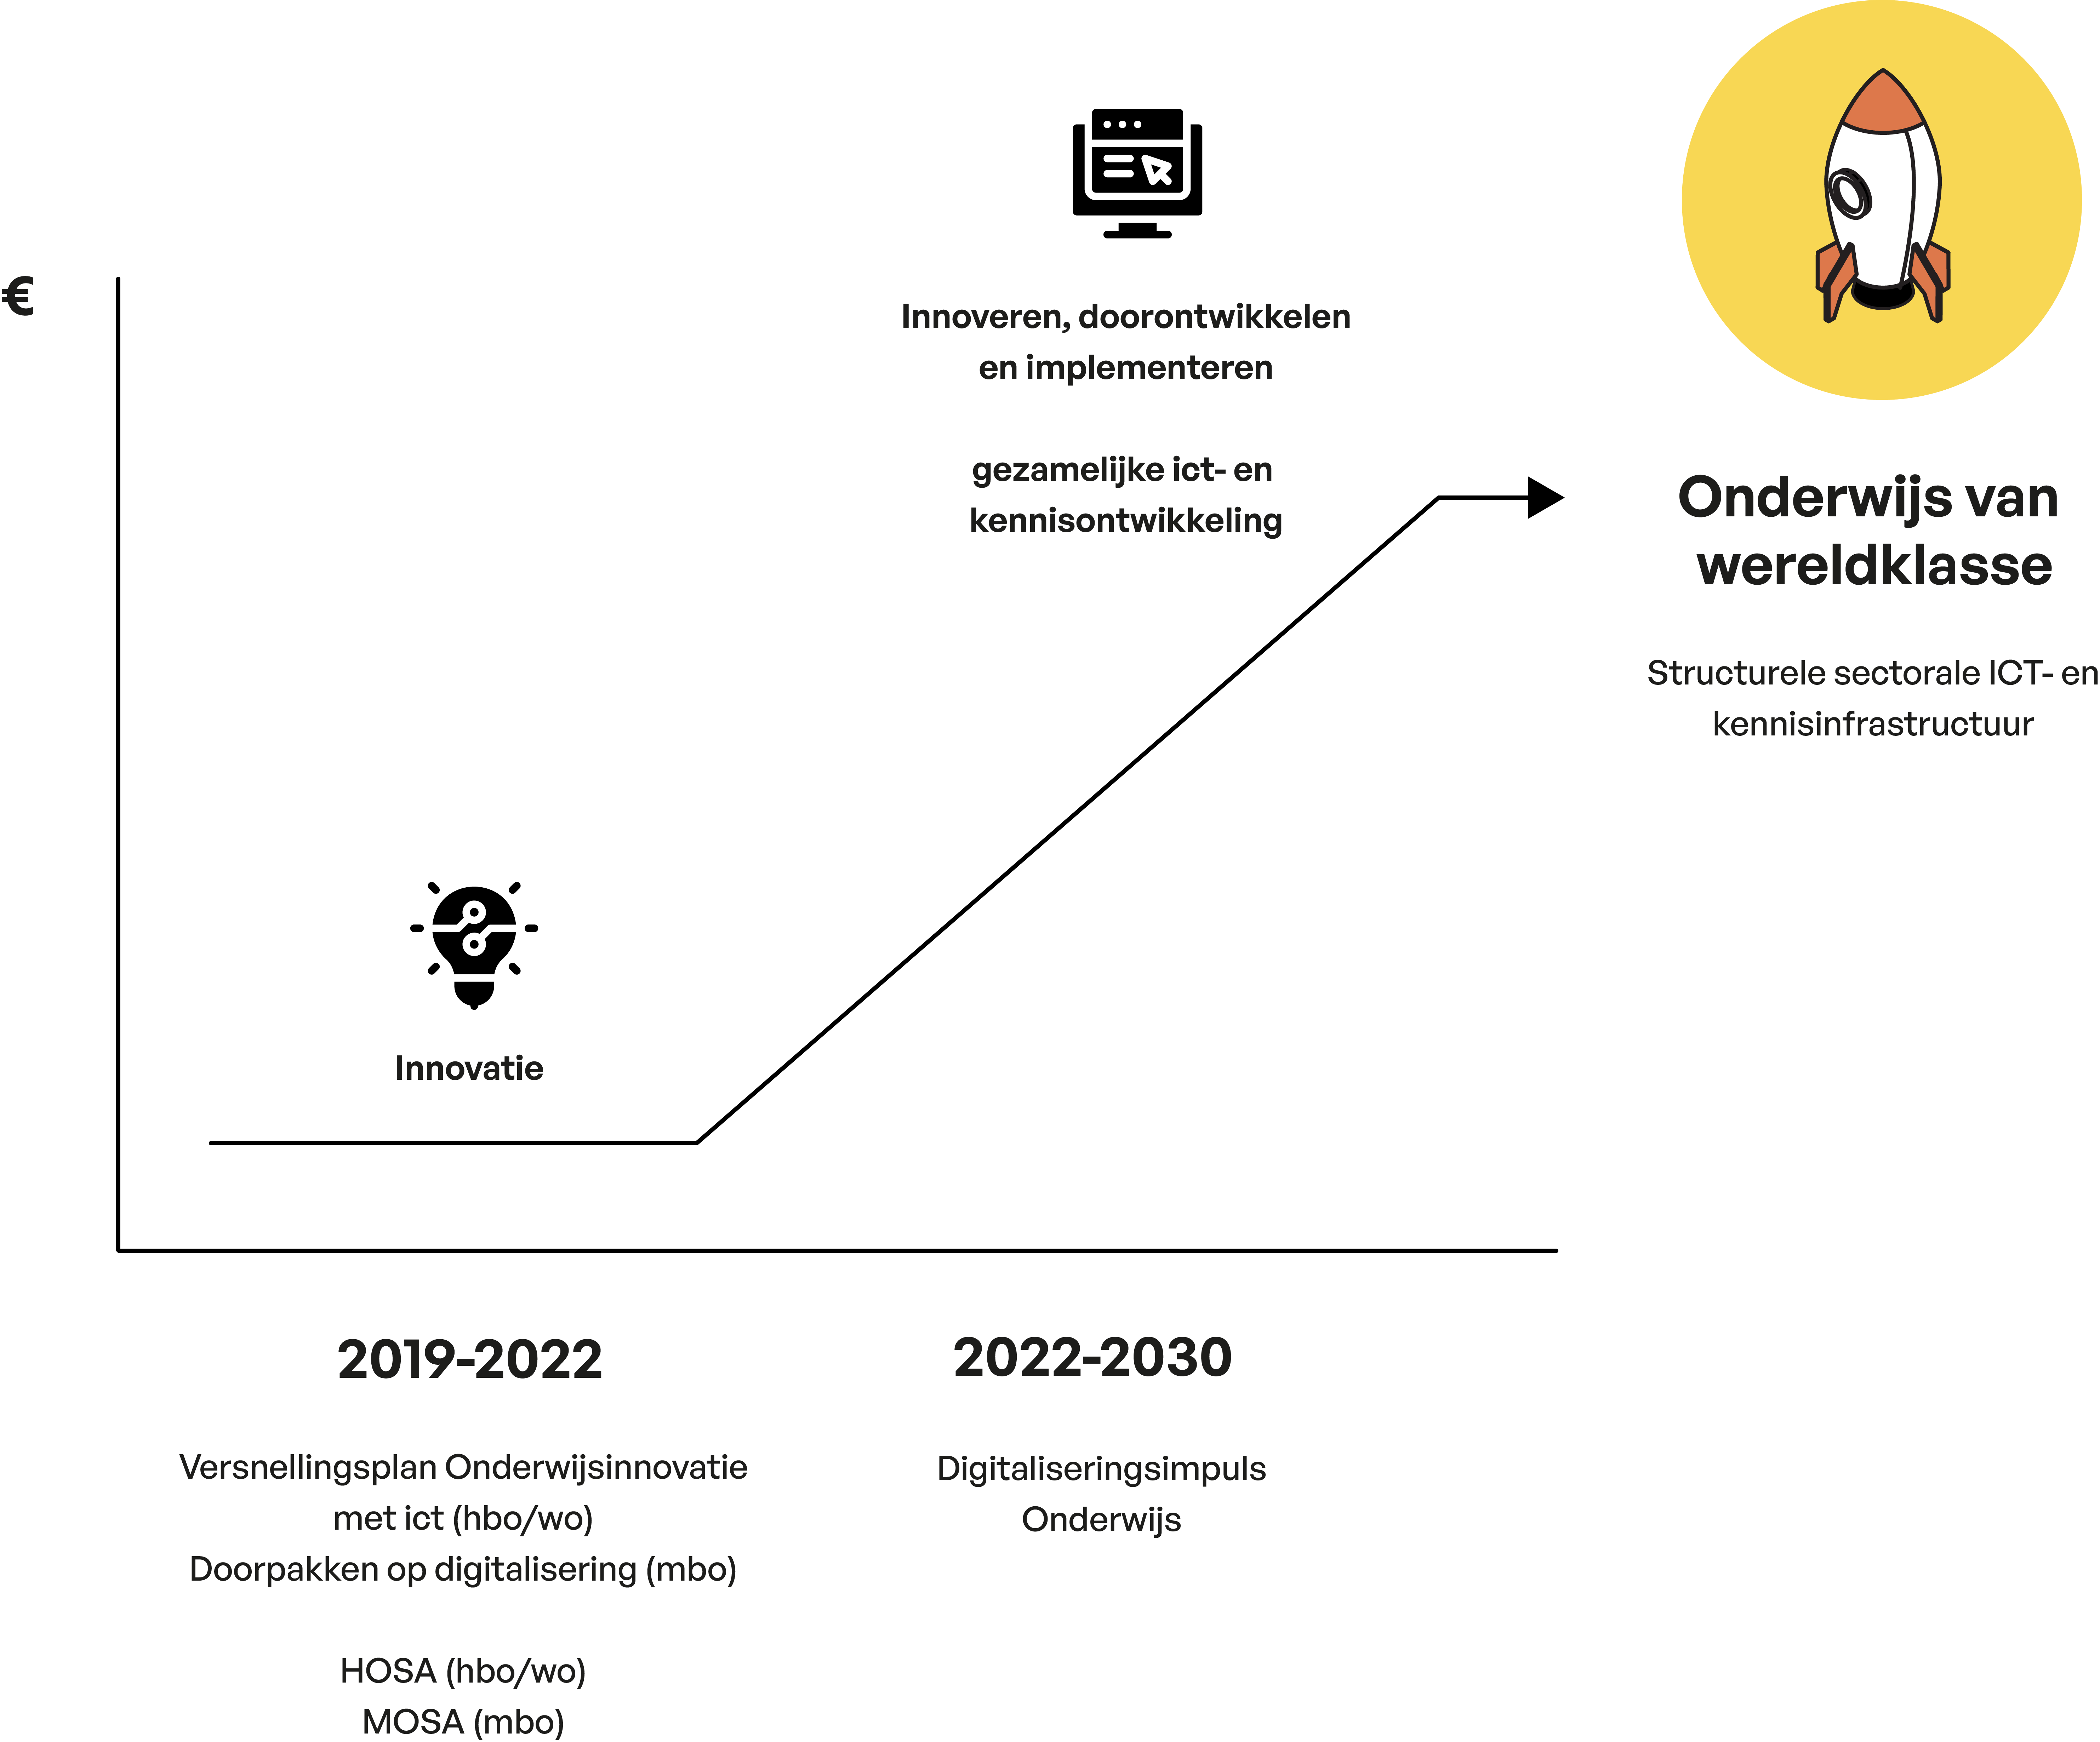 €
Innoveren, doorontwikkelen
en implementeren
gezamelijke ict- en
kennisontwikkeling
Onderwijs van
wereldklasse
Structurele sectorale ICT- en
kennisinfrastructuur
Innovatie
2019-2022
Versnellingsplan Onderwijsinnovatie
met ict (hbo/wo)
Doorpakken op digitalisering (mbo)
HOSA (hbo/wo)
MOSA (mbo)
2022-2030
Digitaliseringsimpuls
Onderwijs